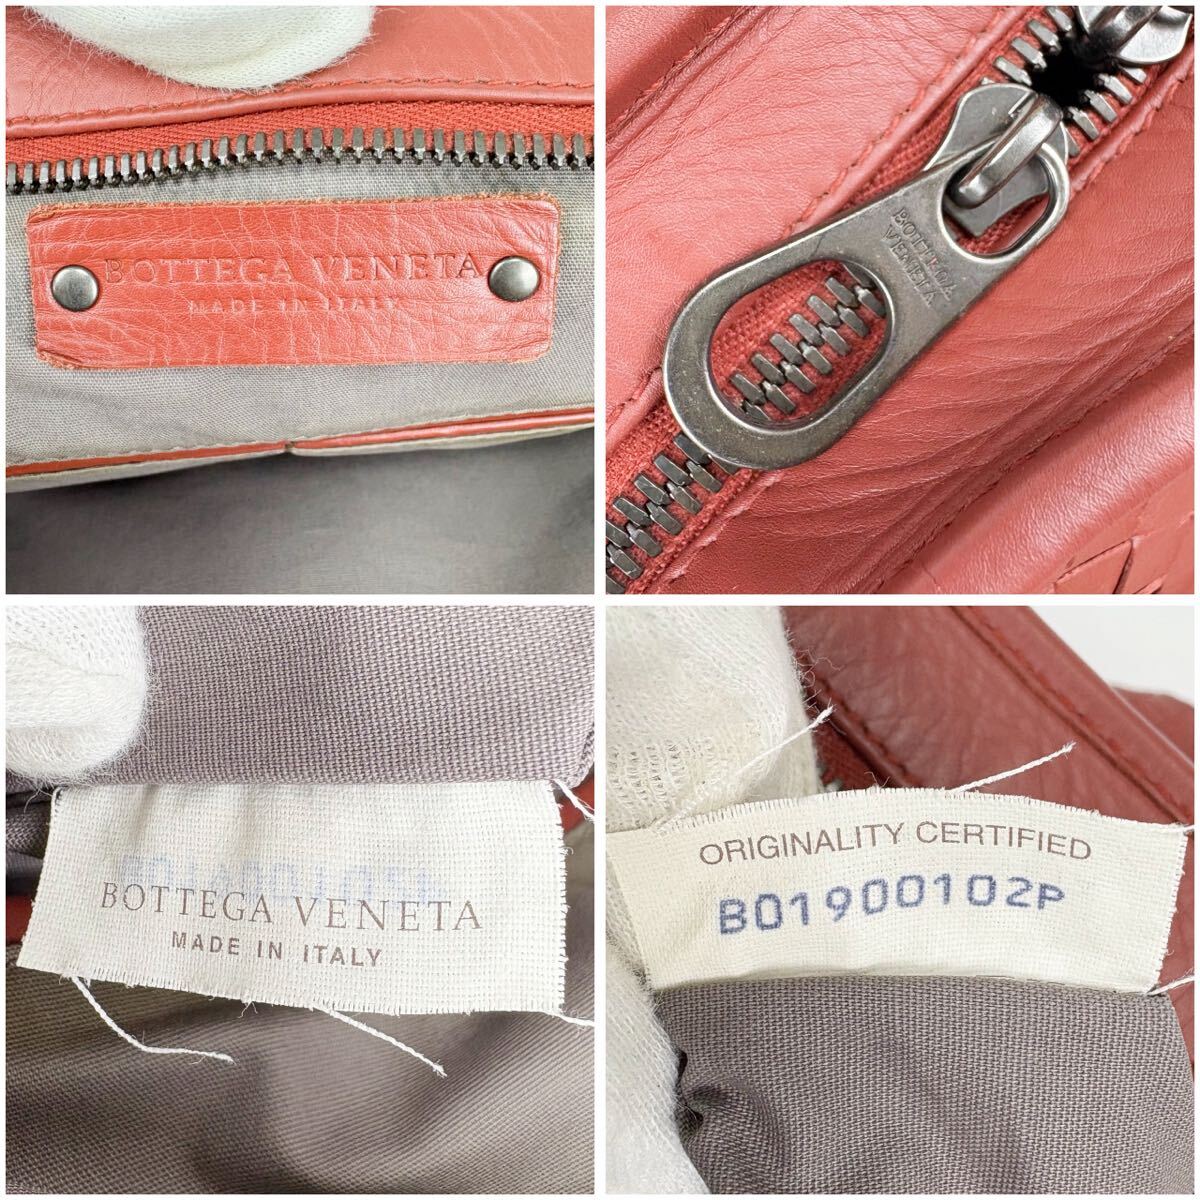 BOTTEGA VENETA
MADE IN ITALY
BOTTEGA
VENETA
BOTTEGA VENETA
MADE IN ITALY
ORIGINALITY CERTIFIED
B01900102P